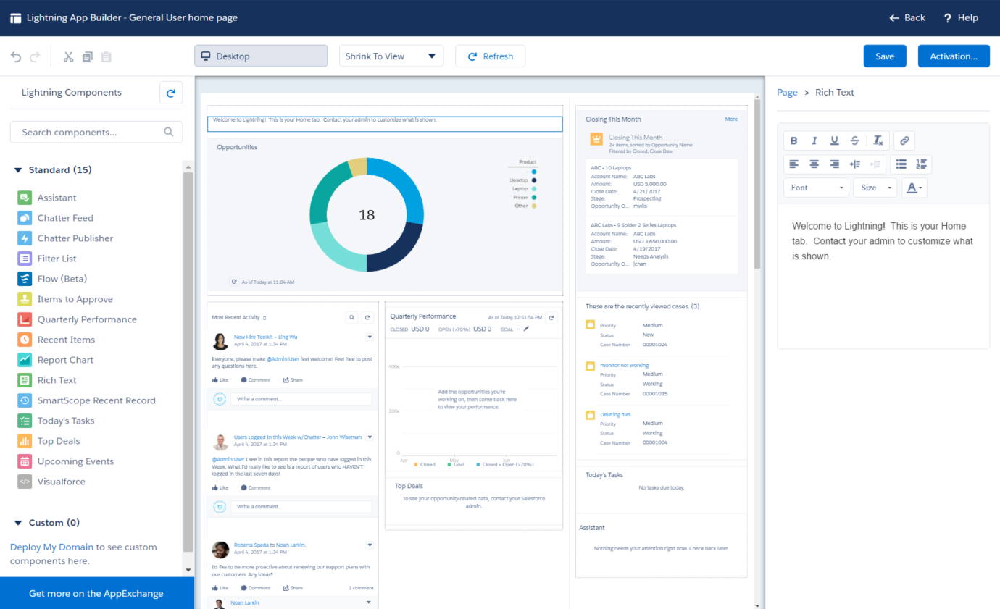 Lightning App Builder - General User home page
Back
? Help
Desktop
Shrink To View
Refresh
Save
Activation...
Lightning Components
Search components...
Standard (15)
Assistant
Chatter Feed
Chatter Publisher
Filter List
Flow (Beta)
Items to Approve
Quarterly Performance
Recent Items
Report Chart
Rich Text
SmartScope Recent Record
Today's Tasks
Top Deals
Upcoming Events
Visualforce
Custom (0)
Deploy My Domain to see custom
components here.
Get more on the AppExchange
Welcome to Lightning! This is your Home tab. Contact your admin to customize what is shown.
Opportunities
18
Product
-
Desktop
Laptop
Printer
Other
As of Today at 11:04 AM
Most Recent Activity
New Hire Toolkit – Ling Wu
April 4, 2017 at 1:34 PM
Everyone, please make @Admin User feel welcome! Feel free to post
any questions here.
Like Comment Share
Write a comment...
Users Logged in this Week w/Chatter – John Wiseman
April 4, 2017 at 1:34 PM
@Admin User I see in this report the people who have logged in this
Week. What I'd really like to see is a report of users who HAVEN'T
logged in the last seven days!
Like Comment
Write a comment...
Roberta Spada to Noah Larkin:
April 4, 2017 at 1:34 PM
I'd like to be more proactive about renewing our support plans with
our customers. Any ideas?
Like Comment Share 1 comment
Noah Larkin
Quarterly Performance
As of Today 12:51:54 PM
CLOSED USD 0 OPEN (>70%) USD 0 GOAL --
400k
200k
0
Add the opportunities you're
working on, then come back here
to view your performance.
Apr May Jun
Closed Goal Closed + Open (>70%)
Top Deals
To see your opportunity-related data, contact your Salesforce
admin.
Closing This Month
More
Closing This Month
2+ items, sorted by Opportunity Name
Filtered by Closed, Close Date
ABC - 10 Laptops
Account Name: ABC Labs
Amount: USD 5,000.00
Close Date: 4/21/2017
Stage: Prospecting
Opportunity O... mwils
ABC Labs - 9 Spider 2 Series Laptops
Account Name: ABC Labs
Amount: USD 3,650,000.00
Close Date: 4/19/2017
Stage: Needs Analysis
Opportunity O... jchan
These are the recently viewed cases. (3)
Priority Medium
Status New
Case Number 00001024
monitor not working
Priority Medium
Status Working
Case Number 00001015
Deleting files
Priority Medium
Status Working
Case Number 00001004
Today's Tasks
No tasks due today.
Assistant
Nothing needs your attention right now. Check back later.
Page > Rich Text
B I U S Tx
Font
Size
A
Welcome to Lightning! This is your Home
tab. Contact your admin to customize what
is shown.